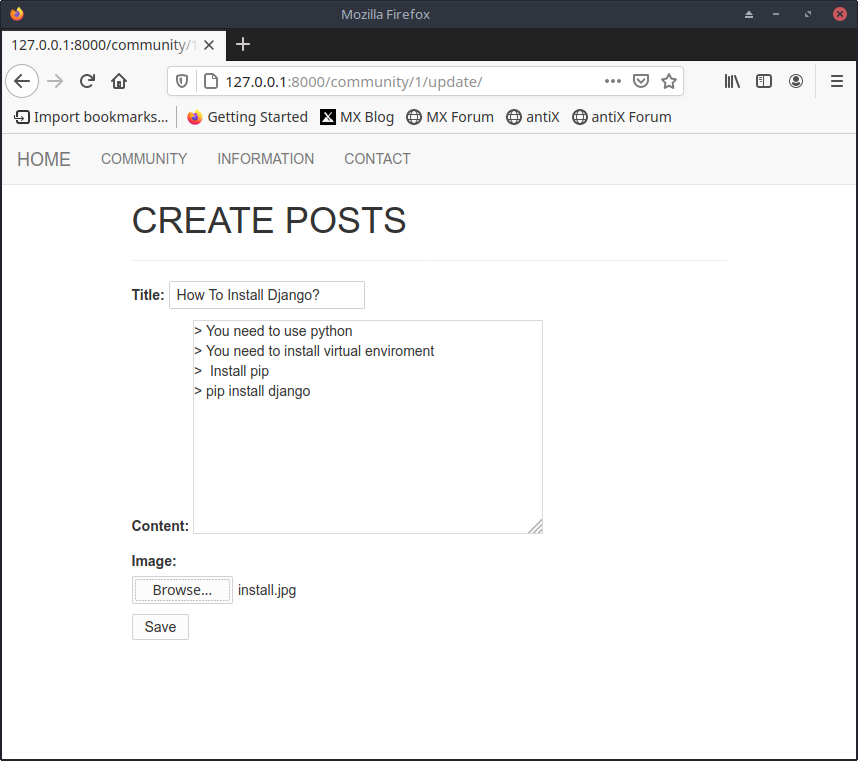 Mozilla Firefox
127.0.0.1:8000/community/1
127.0.0.1:8000/community/1/update/
Import bookmarks... Getting Started MX Blog MX Forum antiX antiX Forum
HOME COMMUNITY INFORMATION CONTACT
CREATE POSTS
Title: How To Install Django?
> You need to use python
> You need to install virtual enviroment
>  Install pip
> pip install django
Content:
Image:
Browse... install.jpg
Save